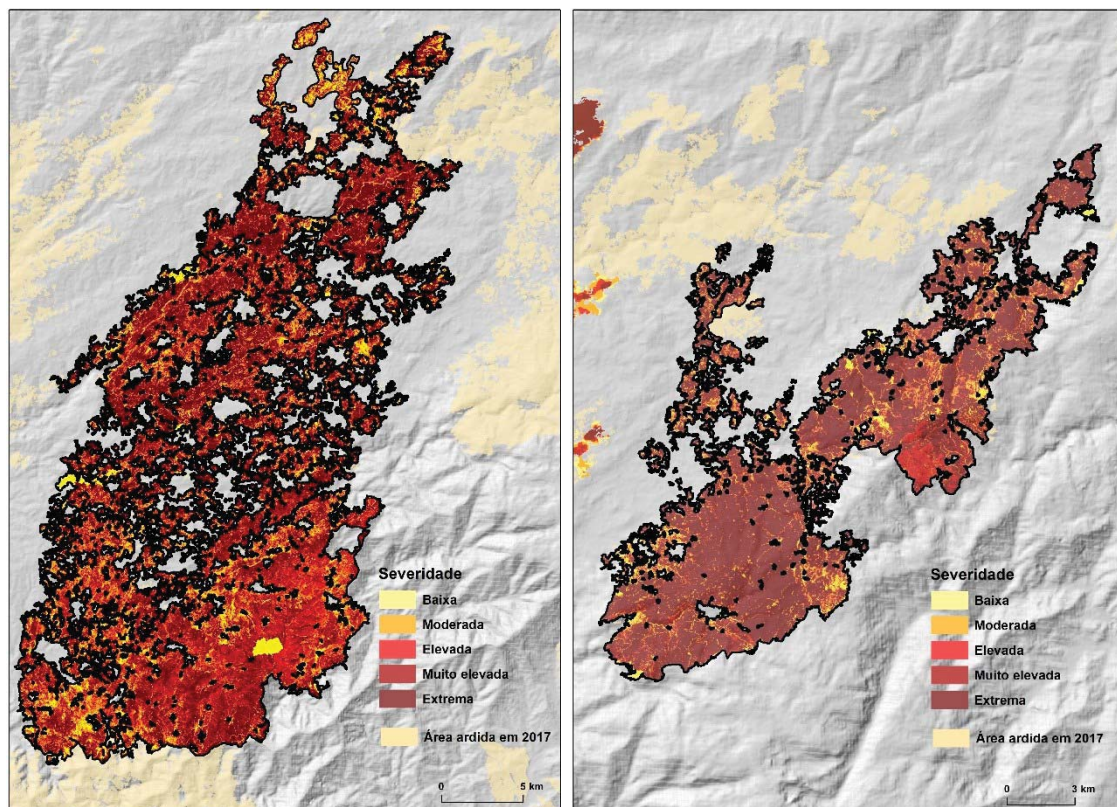 Severidade
Baixa
Moderada
Elevada
Muito elevada
Extrema
Área ardida em 2017
0 5 km
Severidade
Baixa
Moderada
Elevada
Muito elevada
Extrema
Área ardida em 2017
0 3 km